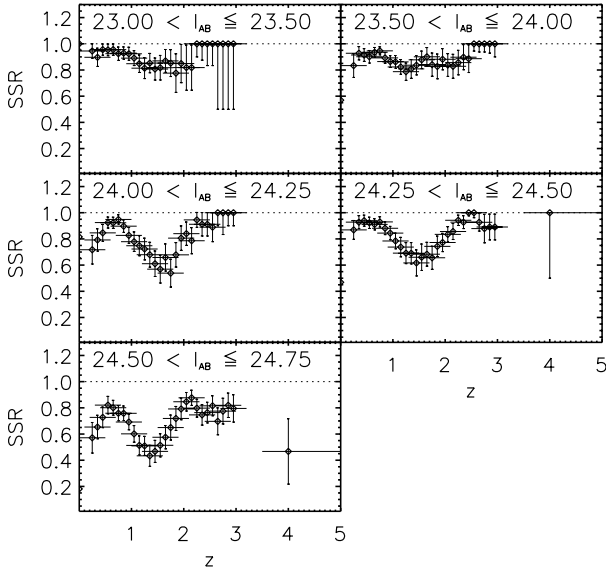 23.00 < I_AB ≤ 23.50
23.50 < I_AB ≤ 24.00
1.2
1.0
0.8
0.6
0.4
0.2
SSR
24.00 < I_AB ≤ 24.25
24.25 < I_AB ≤ 24.50
1.2
1.0
0.8
0.6
0.4
0.2
SSR
1 2 3 4 5
z
24.50 < I_AB ≤ 24.75
1.2
1.0
0.8
0.6
0.4
0.2
SSR
1 2 3 4 5
z